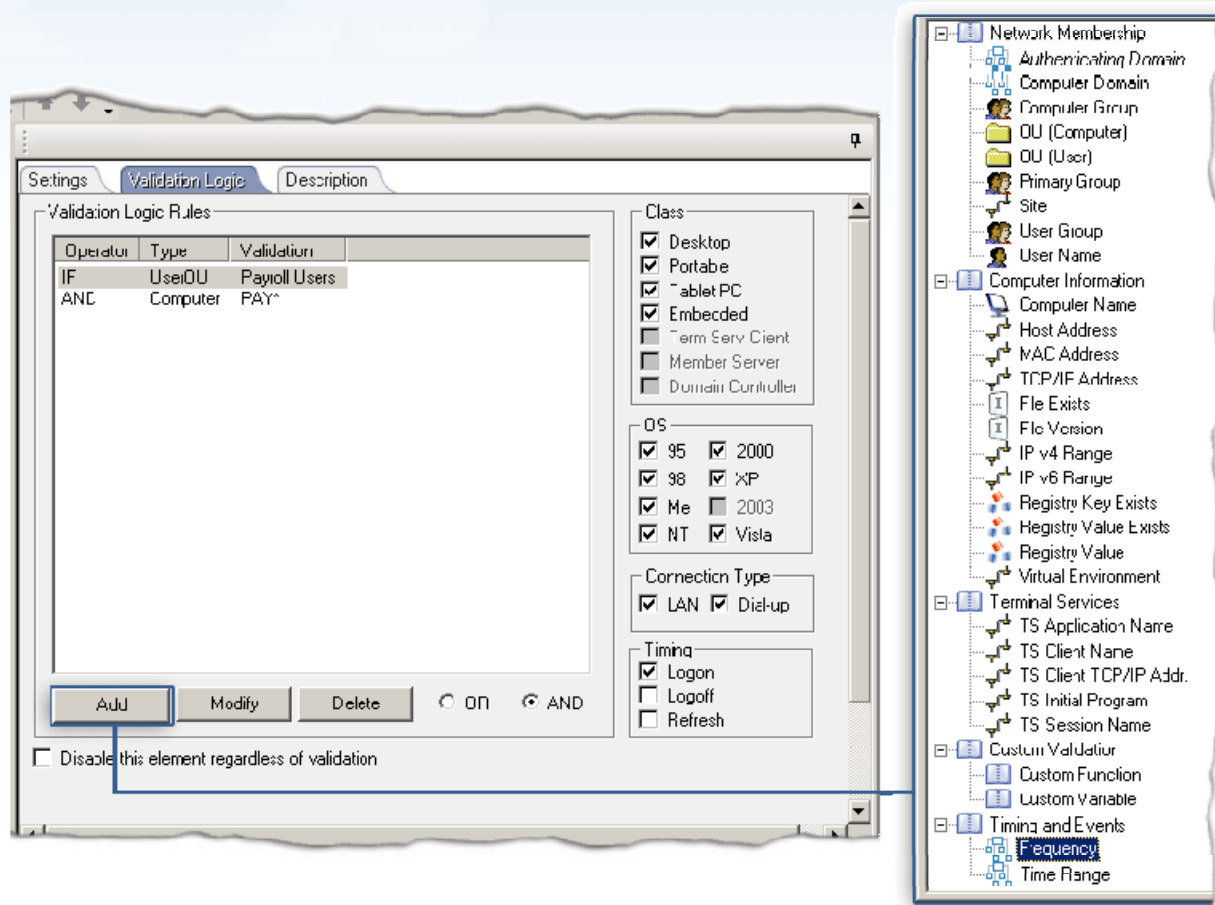 Settings
Validation Logic
Description
Validation Logic Rules
Operator Type Validation
IF UserOU Payroll Users
AND Computer PAY*
Add
Modify
Delete
OR
AND
Disable this element regardless of validation
Class
Desktop
Portabe
Tablet PC
Embedded
Term Serv Client
Member Server
Domain Controller
OS
95 2000
98 XP
Me 2003
NT Vista
Connection Type
LAN Dial-up
Timing
Logon
Logoff
Refresh
Network Membership
Authenticating Domain
Computer Domain
Computer Group
OU (Computer)
OU (User)
Primary Group
Site
User Group
User Name
Computer Information
Computer Name
Host Address
MAC Address
TCP/IP Address
File Exists
File Version
IP v4 Range
IP v6 Range
Registry Key Exists
Registry Value Exists
Registry Value
Virtual Environment
Terminal Services
TS Application Name
TS Client Name
TS Client TCP/IP Addr.
TS Initial Program
TS Session Name
Custom Validation
Custom Function
Custom Variable
Timing and Events
Frequency
Time Range